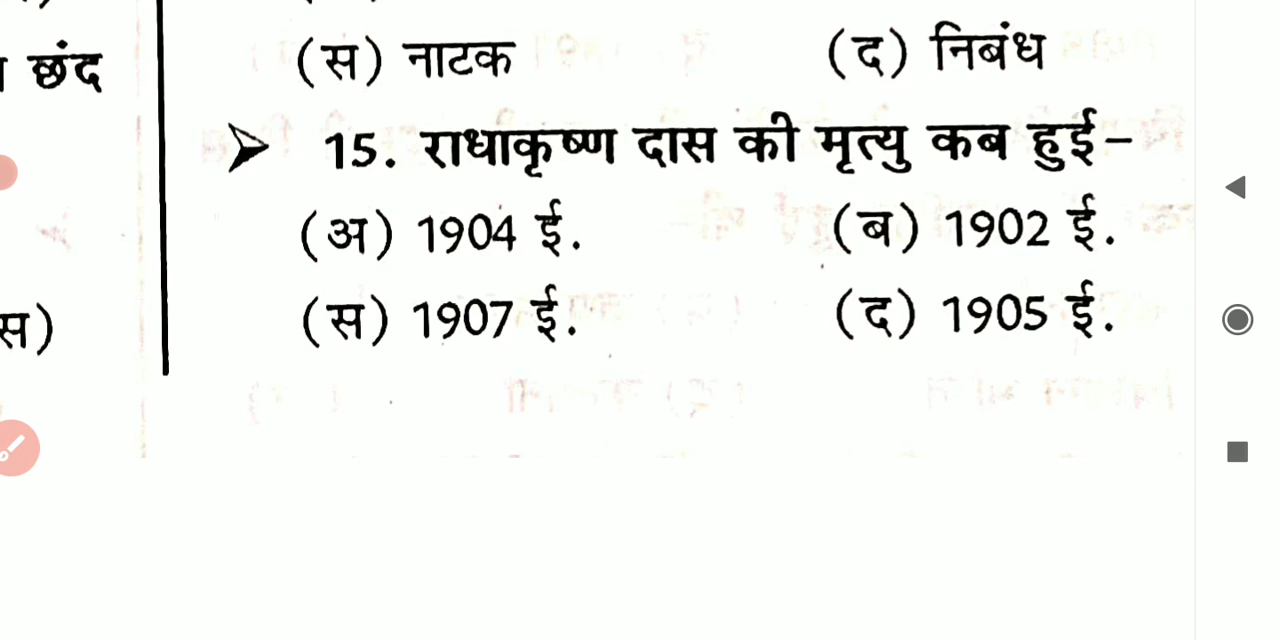 छंद
(स) नाटक (द) निबंध
15. राधाकृष्ण दास की मृत्यु कब हुई–
(अ) 1904 ई. (ब) 1902 ई.
(स) 1907 ई. (द) 1905 ई.
स)